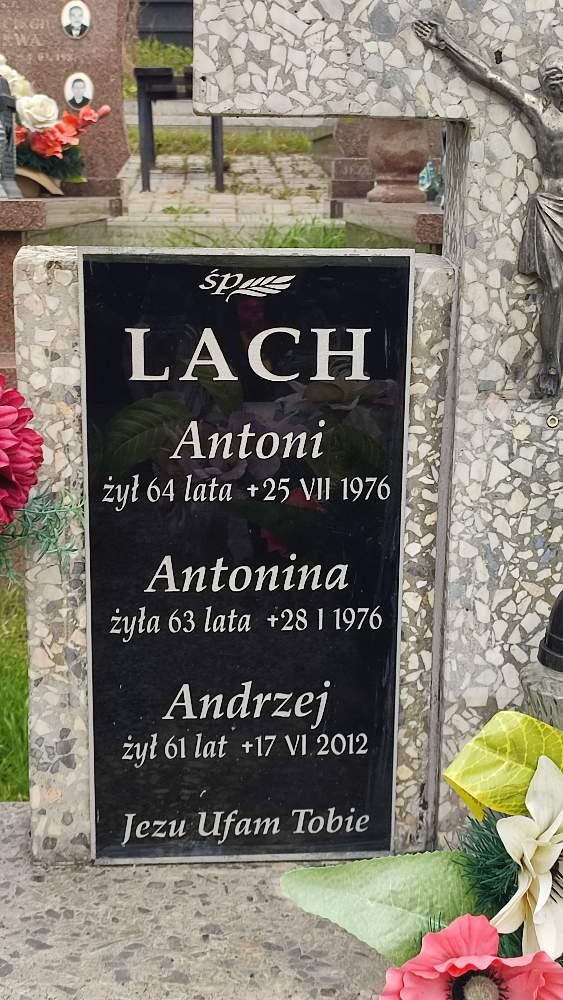 śp
LACH
Antoni
żył 64 lata +25 VII 1976
Antonina
żyła 63 lata +28 I 1976
Andrzej
żył 61 lat +17 VI 2012
Jezu Ufam Tobie